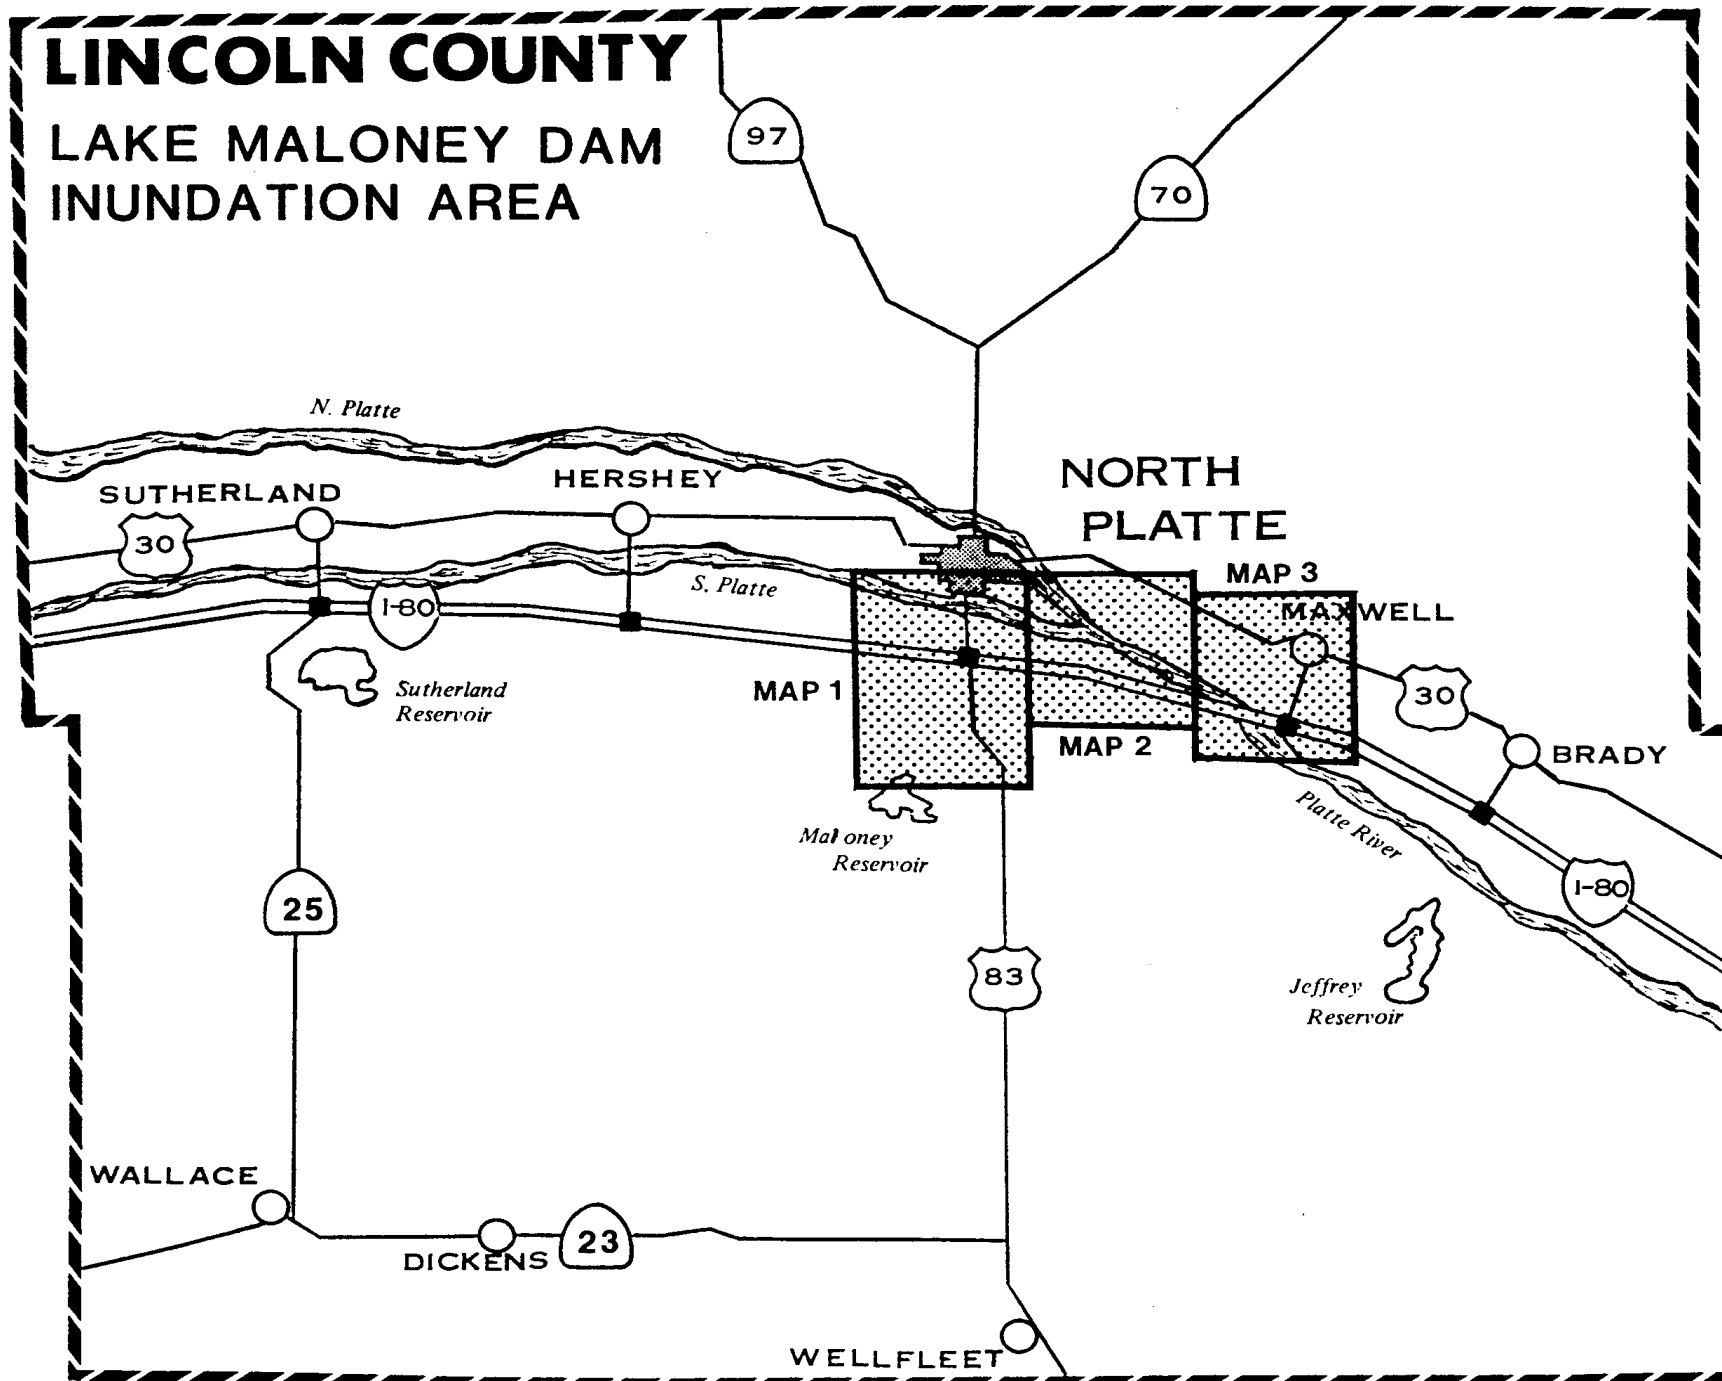 LINCOLN COUNTY
LAKE MALONEY DAM
INUNDATION AREA
97
70
N. Platte
SUTHERLAND
HERSHEY
NORTH
PLATTE
30
S. Platte
MAP 3
I-80
MAXWELL
MAP 1
Sutherland
Reservoir
30
MAP 2
BRADY
Platte River
Maloney
Reservoir
I-80
25
83
Jeffrey
Reservoir
WALLACE
DICKENS
23
WELLFLEET